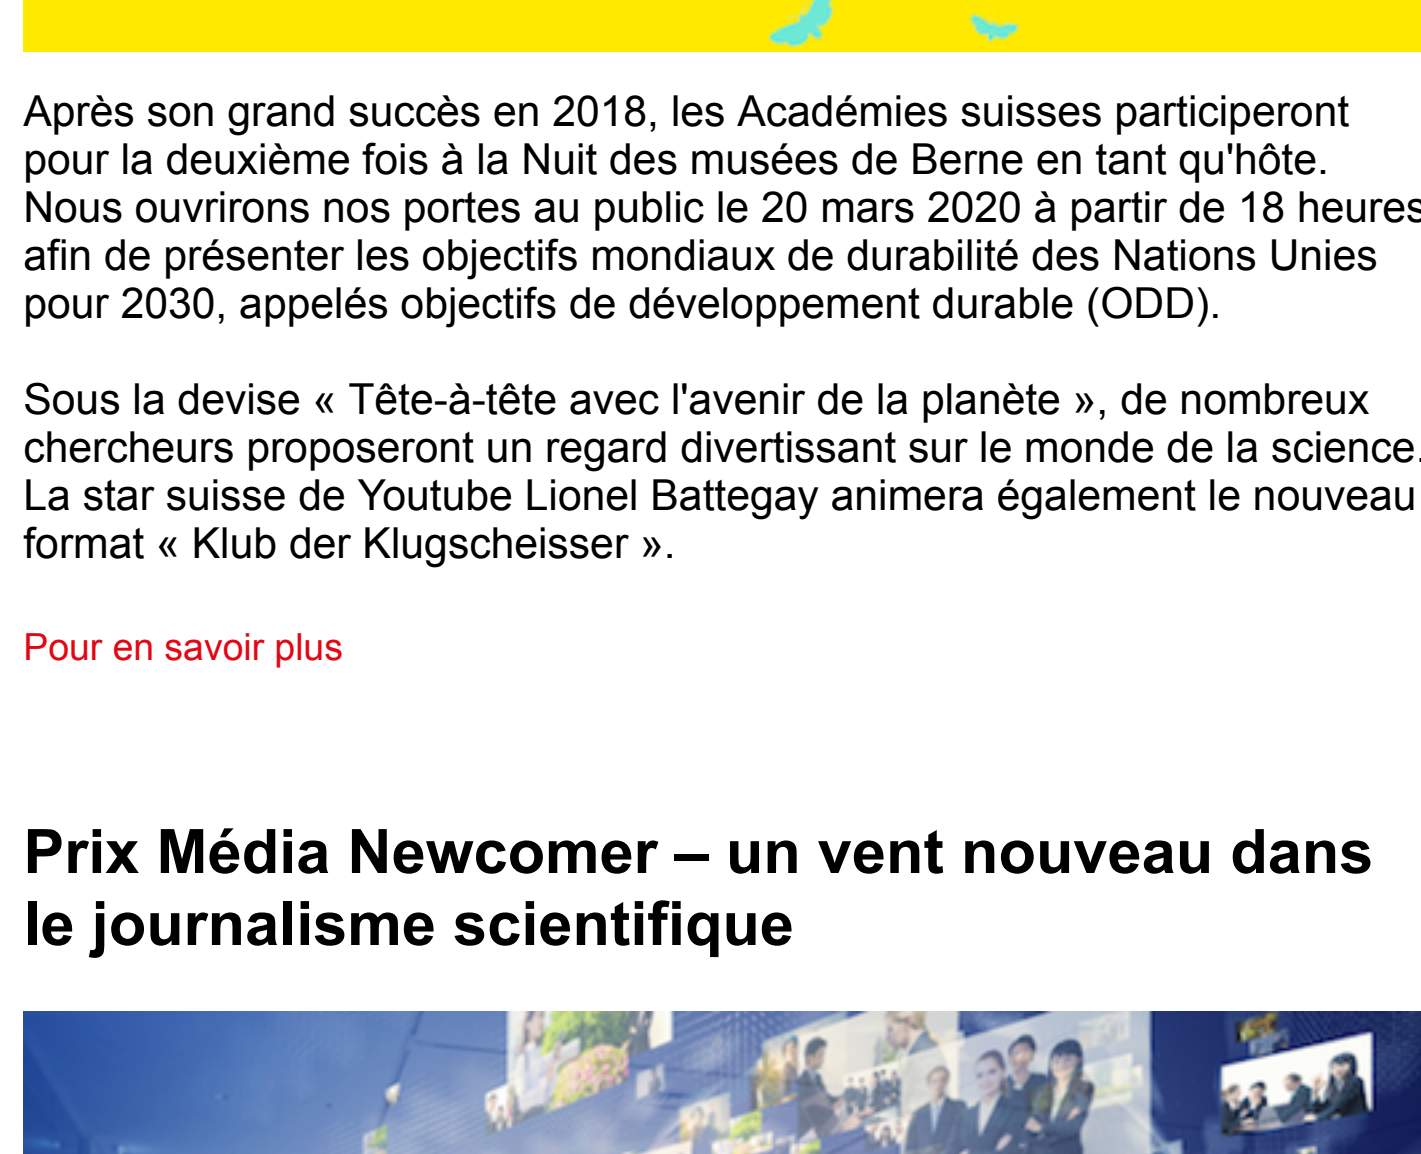 Après son grand succès en 2018, les Académies suisses participeront
pour la deuxième fois à la Nuit des musées de Berne en tant qu'hôte.
Nous ouvrirons nos portes au public le 20 mars 2020 à partir de 18 heures
afin de présenter les objectifs mondiaux de durabilité des Nations Unies
pour 2030, appelés objectifs de développement durable (ODD).
Sous la devise « Tête-à-tête avec l'avenir de la planète », de nombreux
chercheurs proposeront un regard divertissant sur le monde de la science.
La star suisse de Youtube Lionel Battegay animera également le nouveau
format « Klub der Klugscheisser ».
Pour en savoir plus
Prix Média Newcomer – un vent nouveau dans
le journalisme scientifique